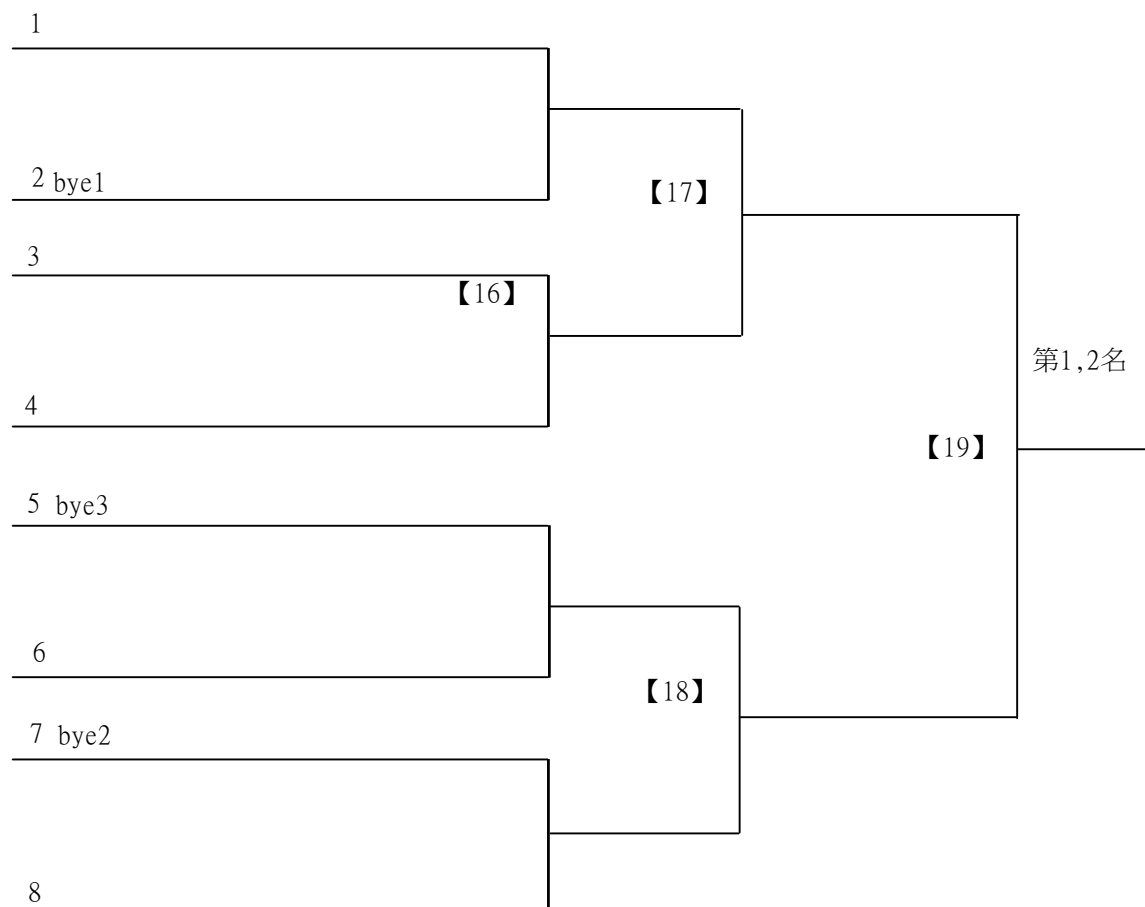 1
2 bye1
【17】
3
【16】
第1,2名
4
【19】
5 bye3
6
【18】
7 bye2
8